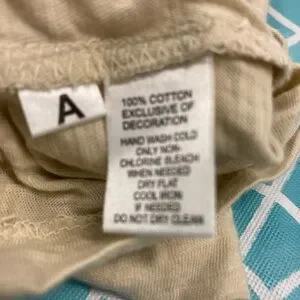 A
100% COTTON
EXCLUSIVE OF
DECORATION
HAND WASH COLD
ONLY NON-
CHLORINE BLEACH
WHEN NEEDED
DRY FLAT
COOL IRON
IF NEEDED
DO NOT DRY CLEAN